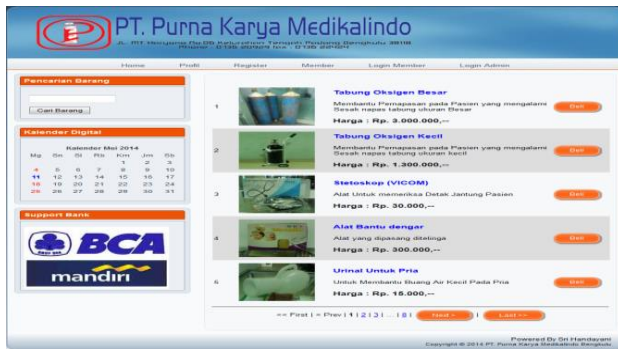 PT. Purna Karya Medikalindo
Home Profil Register Member Login Member Login Admin
Pencarian Barang
Cari Barang
Kalender Digital
Kalender Mei 2014
Mg Sn Sl Rb Km Jm Sb
1 2 3
4 5 6 7 8 9 10
11 12 13 14 15 16 17
18 19 20 21 22 23 24
25 26 27 28 29 30 31
Support Bank
BCA
mandiri
1
Tabung Oksigen Besar
Membantu Pernapasan pada Pasien yang mengalami
Sesak napas tabung ukuran Besar
Harga : Rp. 3.000.000,--
Beli
2
Tabung Oksigen Kecil
Membantu Pernapasan pada Pasien yang mengalami
Sesak napas tabung ukuran kecil
Harga : Rp. 1.300.000,--
Beli
3
Stetoskop (VICOM)
Alat Untuk memeriksa Detak Jantung Pasien
Harga : Rp. 30.000,--
Beli
4
Alat Bantu dengar
Alat yang dipasang ditelinga
Harga : Rp. 300.000,--
Beli
5
Urinal Untuk Pria
Untuk Membantu Buang Air Kecil Pada Pria
Harga : Rp. 15.000,--
Beli
<< First | < Prev | 1 | 2 | 3 | ... | 8 | Next > | Last >>
Powered By Sri Handayani
Copyright © 2014 PT. Purna Karya Medikalindo Bengkulu